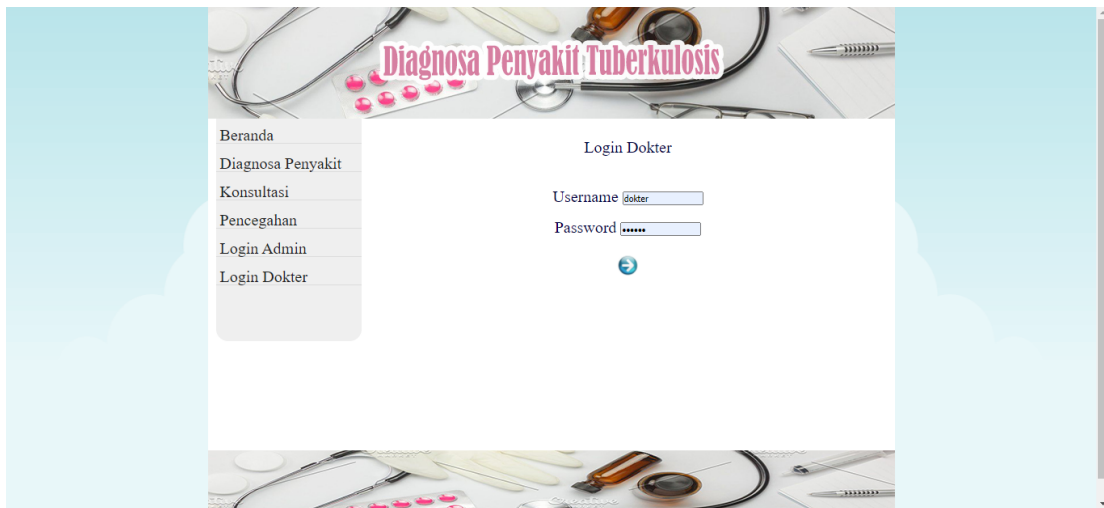 Diagnosa Penyakit Tuberkulosis
Beranda
Diagnosa Penyakit
Konsultasi
Pencegahan
Login Admin
Login Dokter
Login Dokter
Username dokter
Password ••••••